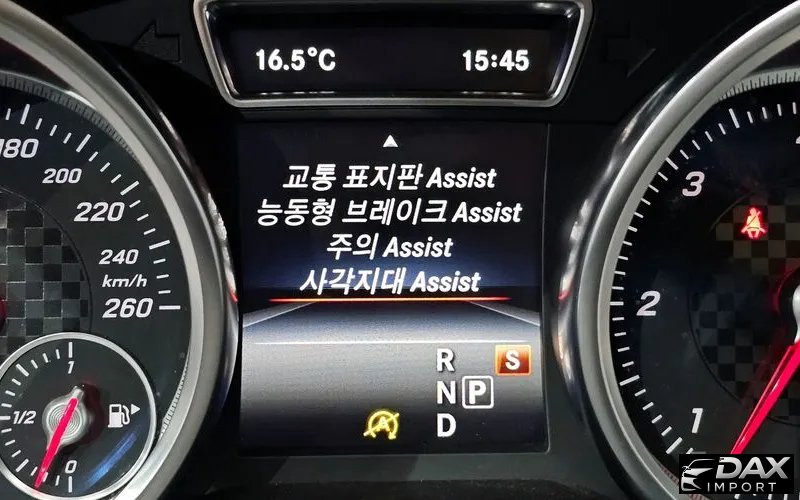 16.5°C 15:45
교통 표지판 Assist
능동형 브레이크 Assist
주의 Assist
사각지대 Assist
R S
N P
A
D
180
200
220
240
km/h
260
1
1/2
0
3
2
1
DAX
IMPORT